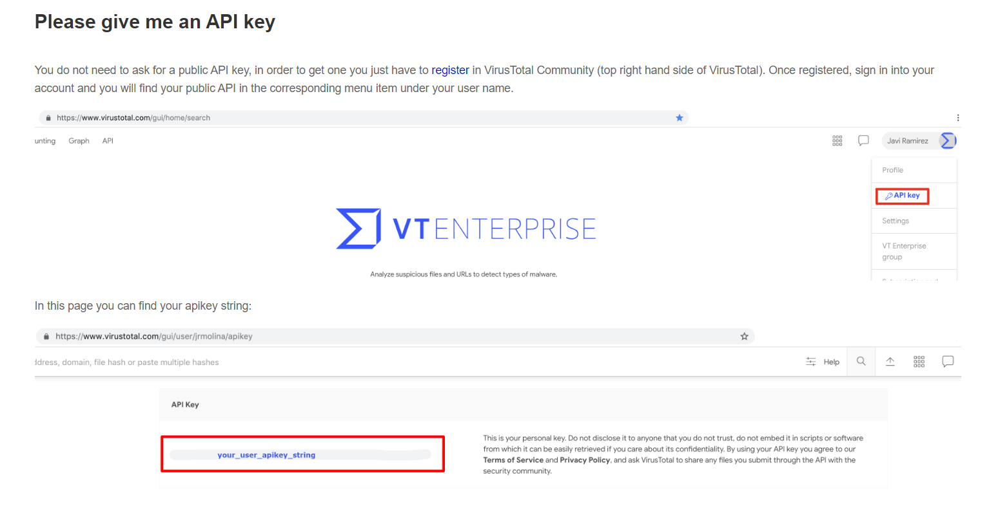 Please give me an API key
You do not need to ask for a public API key, in order to get one you just have to register in VirusTotal Community (top right hand side of VirusTotal). Once registered, sign in into your
account and you will find your public API in the corresponding menu item under your user name.
https://www.virustotal.com/gui/home/search
unting Graph API
Javi Ramirez
Profile
API key
Settings
VT Enterprise
group
VT ENTERPRISE
Analyze suspicious files and URLs to detect types of malware,
In this page you can find your apikey string:
https://www.virustotal.com/gui/user/jrmolina/apikey
ddress, domain, file hash or paste multiple hashes
Help
API Key
your_user_apikey_string
This is your personal key. Do not disclose it to anyone that you do not trust, do not embed it in scripts or software
from which it can be easily retrieved if you care about its confidentiality. By using your API key you agree to our
Terms of Service and Privacy Policy, and ask VirusTotal to share any files you submit through the API with the
security community.